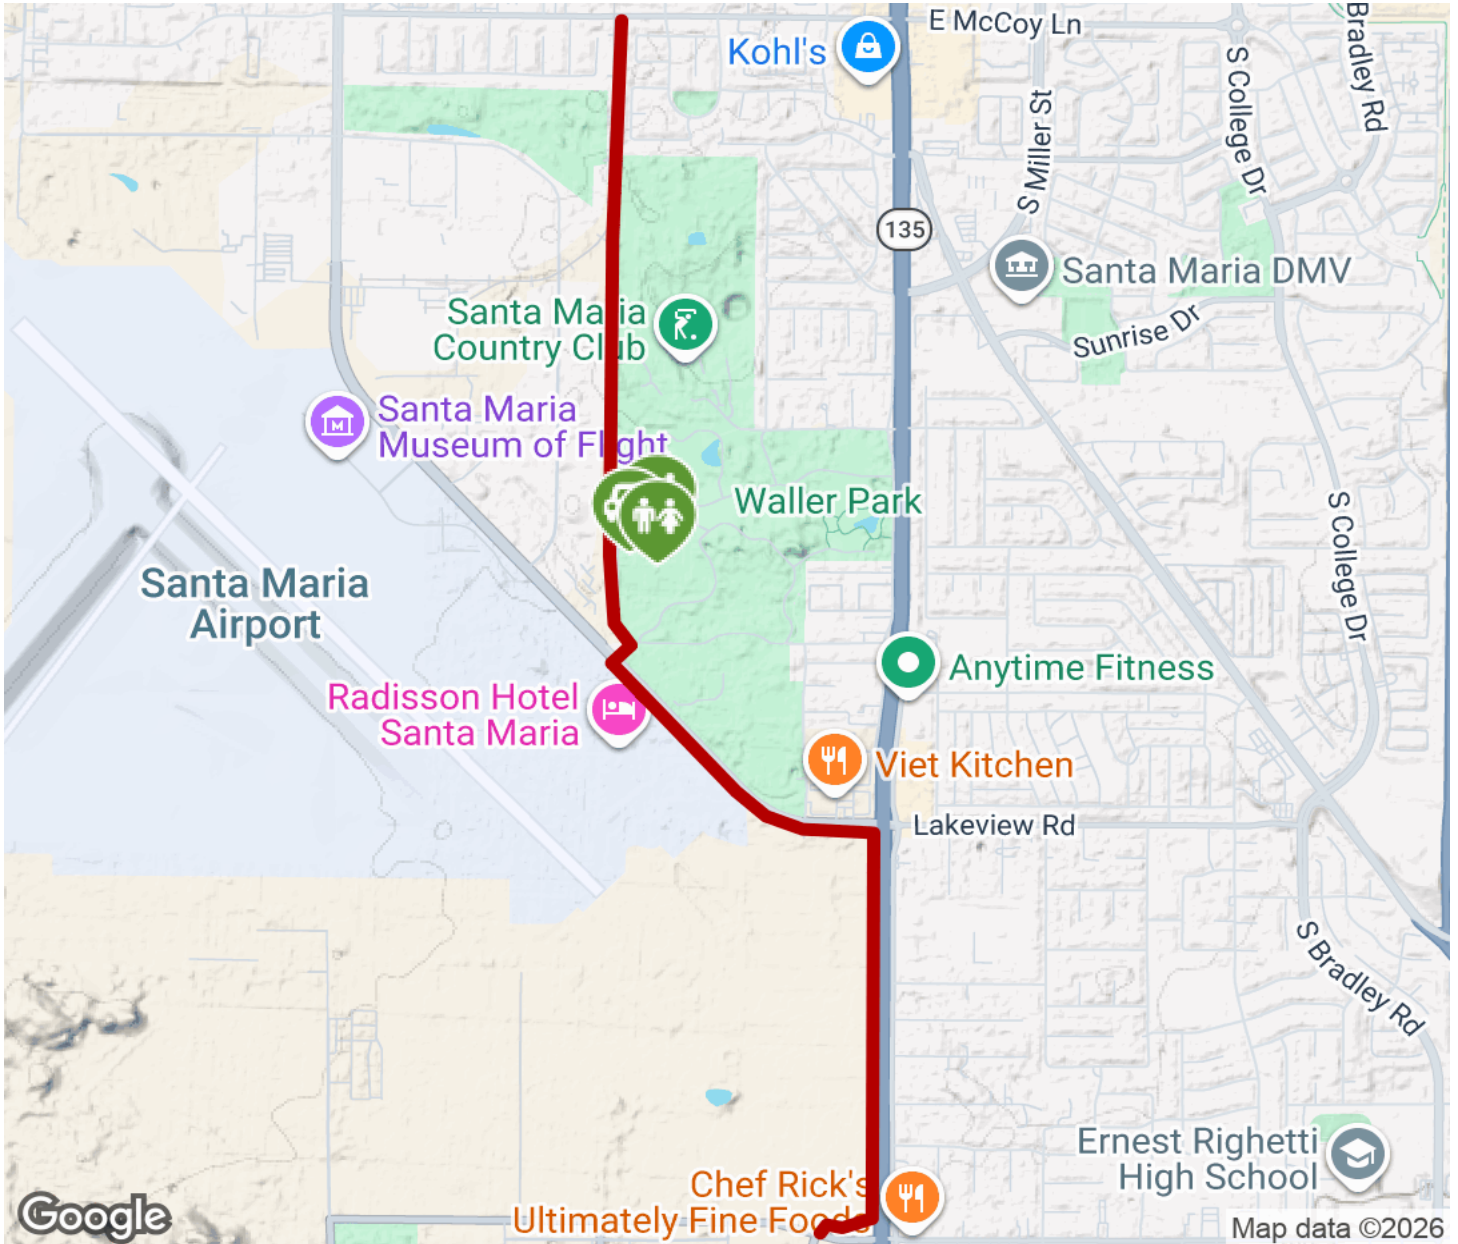 E McCoy Ln
Bradley Rd
Kohl's
S College Dr
S Miller St
135
Santa Maria DMV
Santa Maria
Country Club
Sunrise Dr
Santa Maria
Museum of Flight
Waller Park
S College Dr
Santa Maria
Airport
Anytime Fitness
Radisson Hotel
Santa Maria
Viet Kitchen
Lakeview Rd
S Bradley Rd
Ernest Righetti
High School
Chef Rick's
Ultimately Fine Foods
Google
Map data ©2026